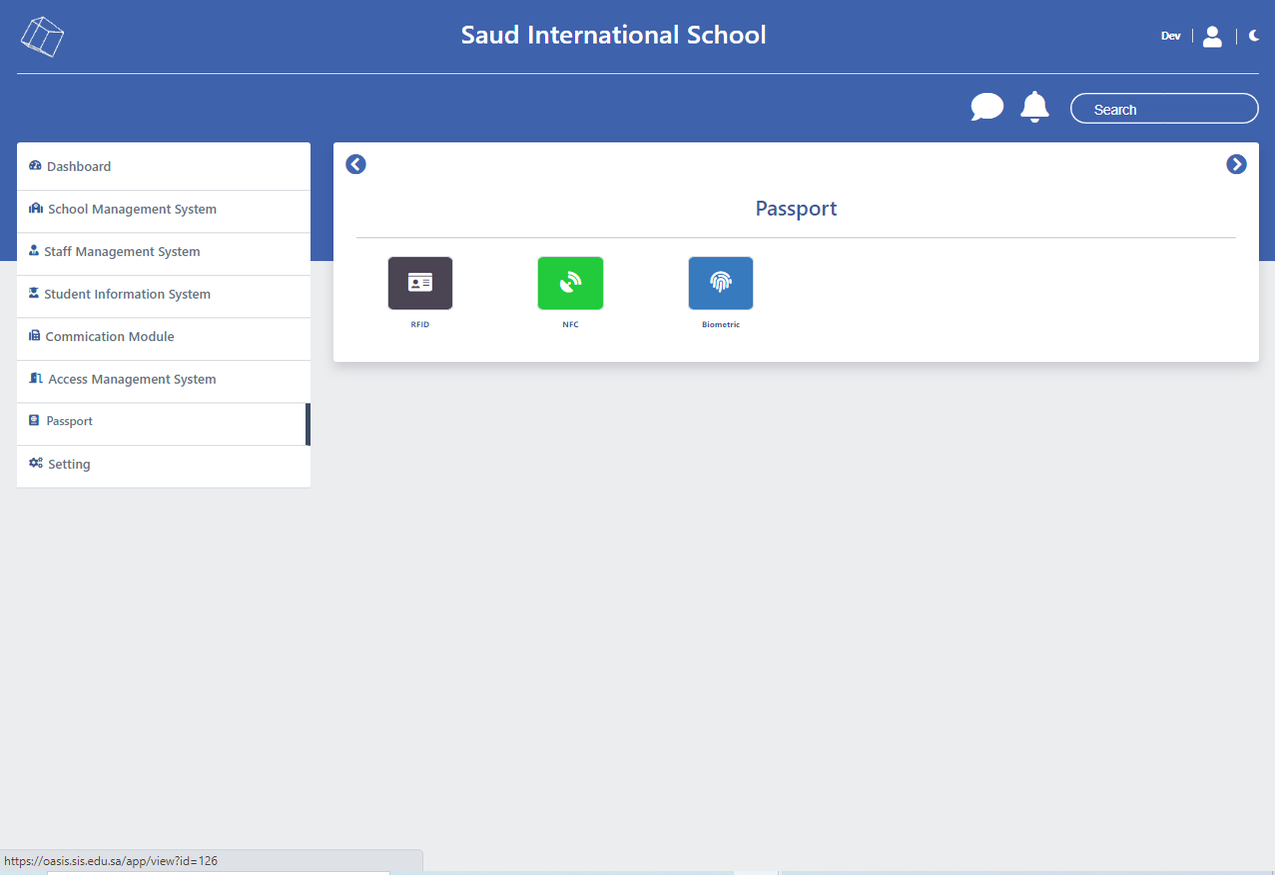 Saud International School
Dev
Search
Dashboard
School Management System
Staff Management System
Student Information System
Commication Module
Access Management System
Passport
Setting
Passport
RFID
NFC
Biometric
https://oasis.sis.edu.sa/app/view?id=126